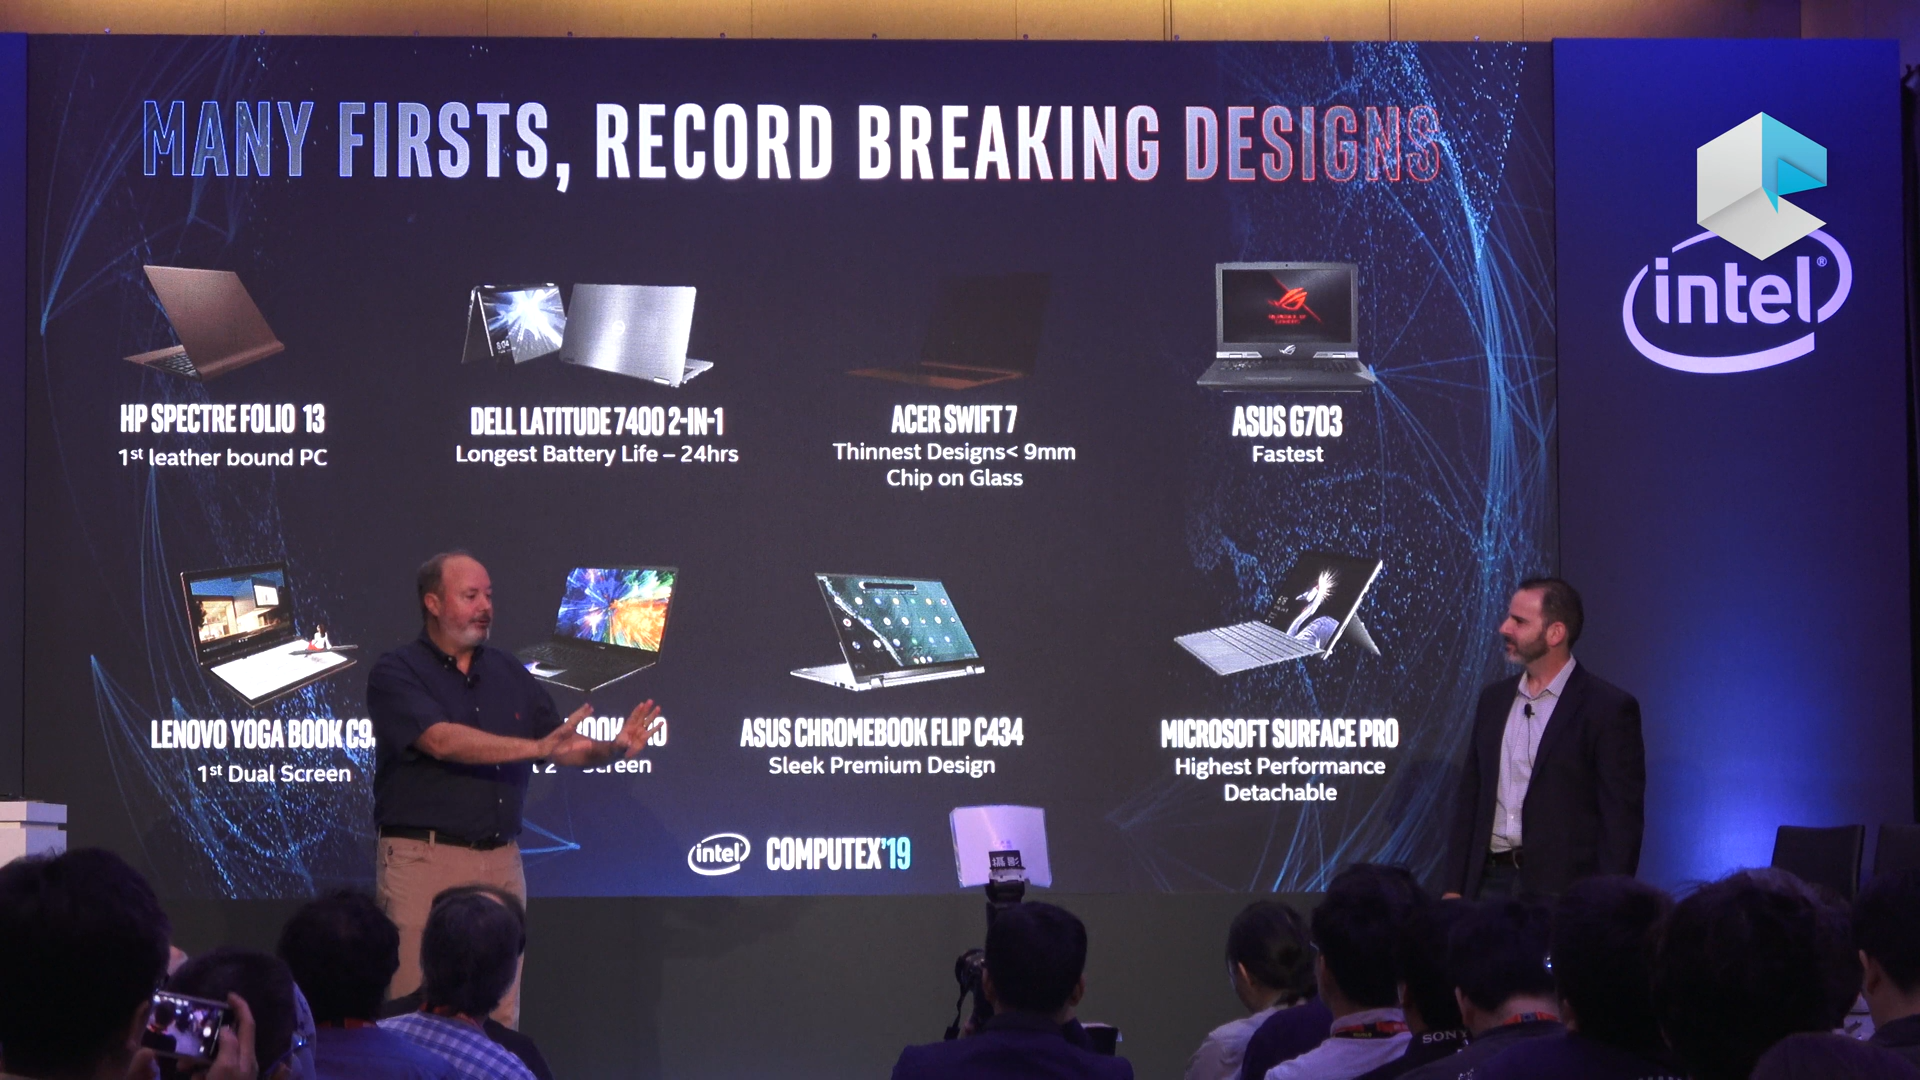 MANY FIRSTS, RECORD BREAKING DESIGNS
intel®
HP SPECTRE FOLIO 13
1st leather bound PC
DELL LATITUDE 7400 2-IN-1
Longest Battery Life – 24hrs
ACER SWIFT 7
Thinnest Designs< 9mm
Chip on Glass
ASUS G703
Fastest
LENOVO YOGA BOOK C9
1st Dual Screen
ASUS CHROMEBOOK FLIP C434
Sleek Premium Design
MICROSOFT SURFACE PRO
Highest Performance
Detachable
intel COMPUTEX'19
攝影
SONY